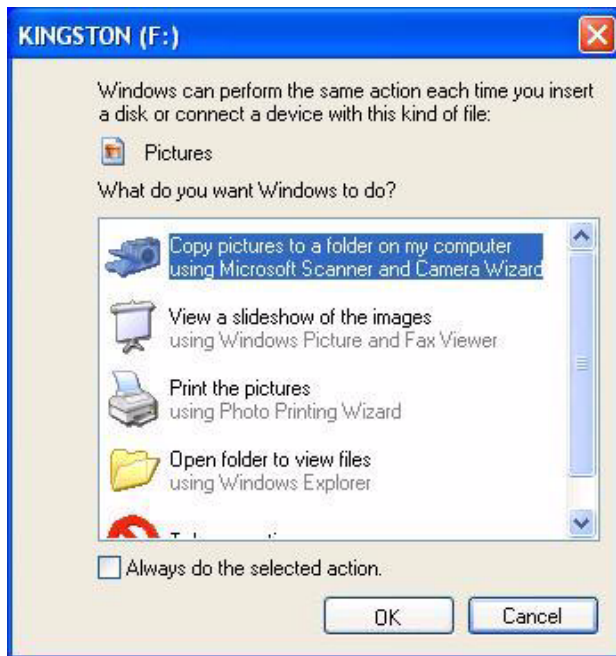 KINGSTON (F:)
Windows can perform the same action each time you insert
a disk or connect a device with this kind of file:
Pictures
What do you want Windows to do?
Copy pictures to a folder on my computer
using Microsoft Scanner and Camera Wizard
View a slideshow of the images
using Windows Picture and Fax Viewer
Print the pictures
using Photo Printing Wizard
Open folder to view files
using Windows Explorer
Always do the selected action.
OK
Cancel